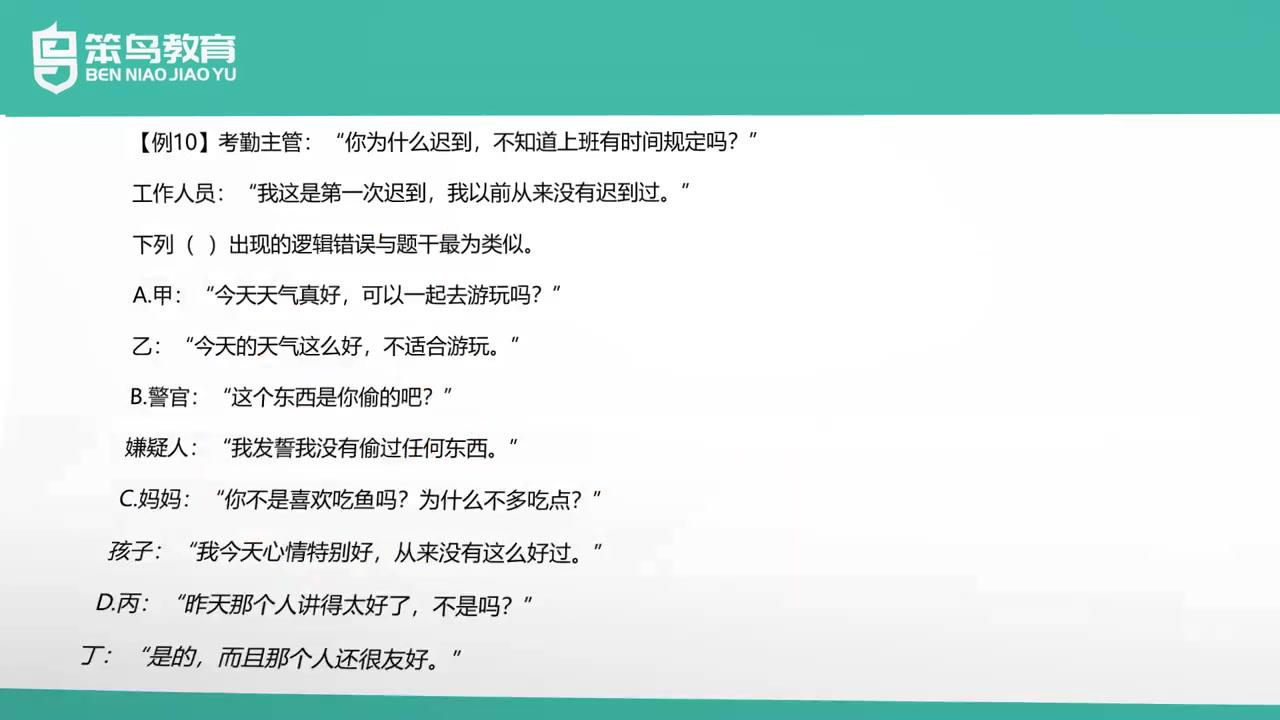 笨鸟教育
BEN NIAO JIAO YU
【例10】考勤主管：“你为什么迟到，不知道上班有时间规定吗？”
工作人员：“我这是第一次迟到，我以前从来没有迟到过。”
下列（ ）出现的逻辑错误与题干最为类似。
A.甲：“今天天气真好，可以一起去游玩吗？”
乙：“今天的天气这么好，不适合游玩。”
B.警官：“这个东西是你偷的吧？”
嫌疑人：“我发誓我没有偷过任何东西。”
C.妈妈：“你不是喜欢吃鱼吗？为什么不多吃点？”
孩子：“我今天心情特别好，从来没有这么好过。”
D.丙：“昨天那个人讲得太好了，不是吗？”
丁：“是的，而且那个人还很友好。”